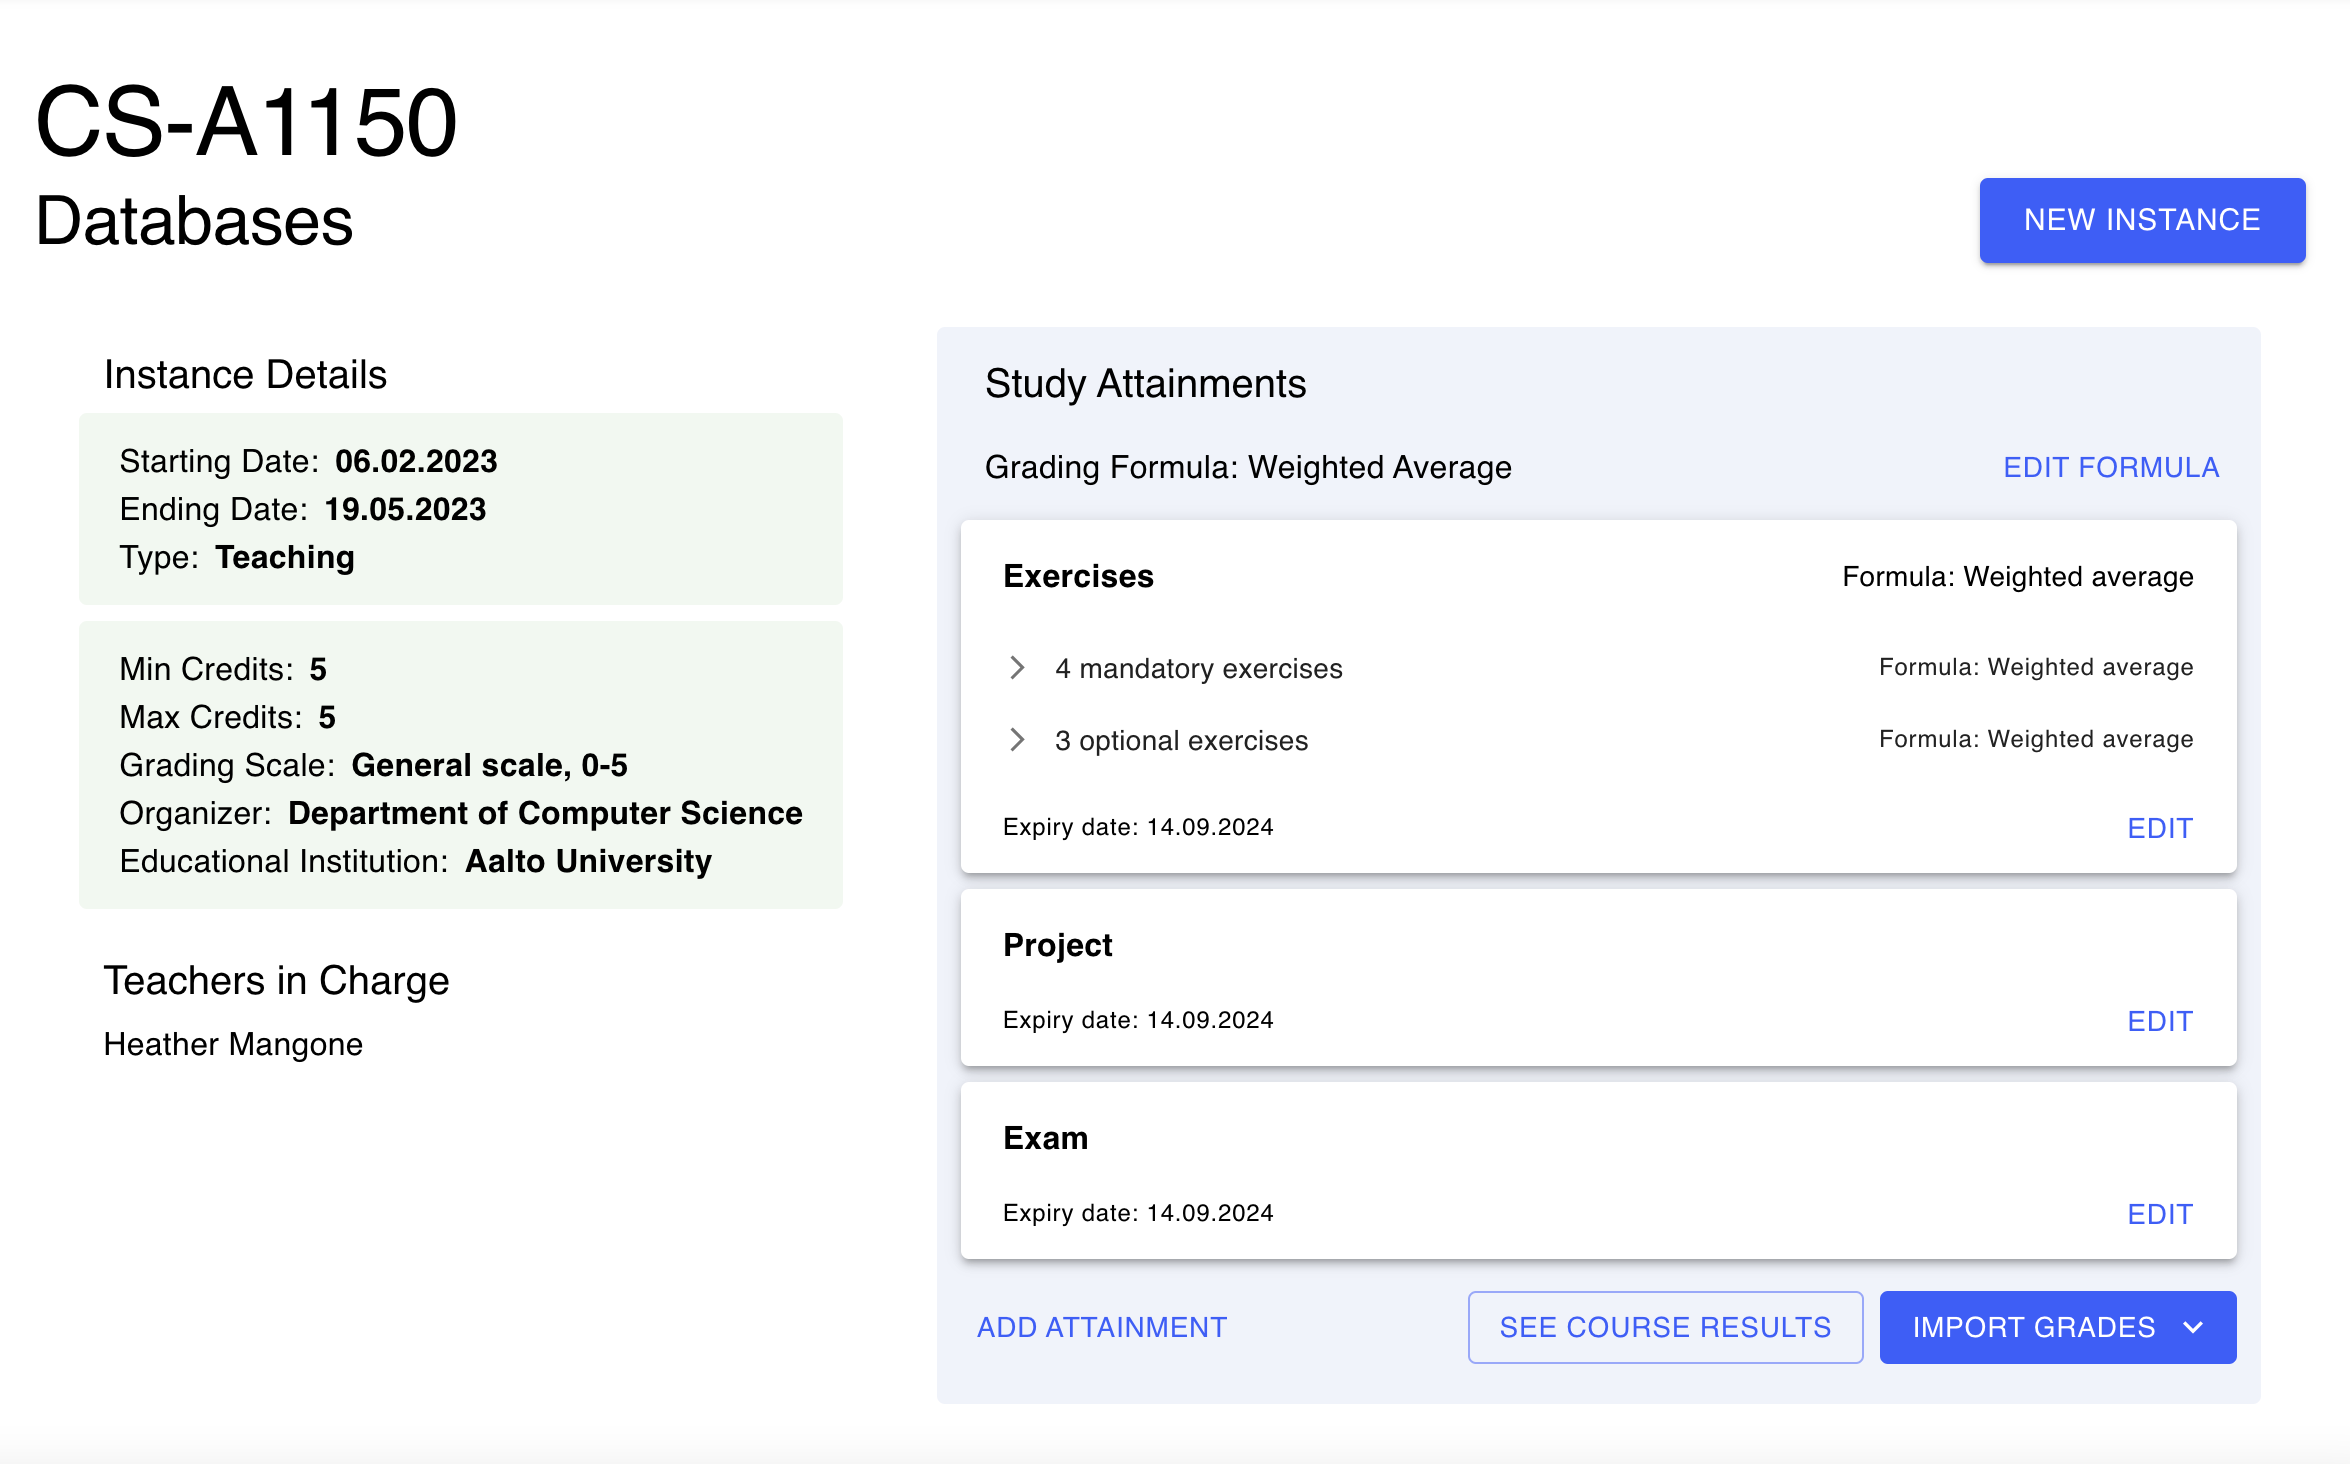 CS-A1150
Databases
NEW INSTANCE
Instance Details
Starting Date: 06.02.2023
Ending Date: 19.05.2023
Type: Teaching
Min Credits: 5
Max Credits: 5
Grading Scale: General scale, 0-5
Organizer: Department of Computer Science
Educational Institution: Aalto University
Teachers in Charge
Heather Mangone
Study Attainments
Grading Formula: Weighted Average
EDIT FORMULA
Exercises
Formula: Weighted average
4 mandatory exercises
Formula: Weighted average
3 optional exercises
Formula: Weighted average
Expiry date: 14.09.2024
EDIT
Project
Expiry date: 14.09.2024
EDIT
Exam
Expiry date: 14.09.2024
EDIT
ADD ATTAINMENT
SEE COURSE RESULTS
IMPORT GRADES